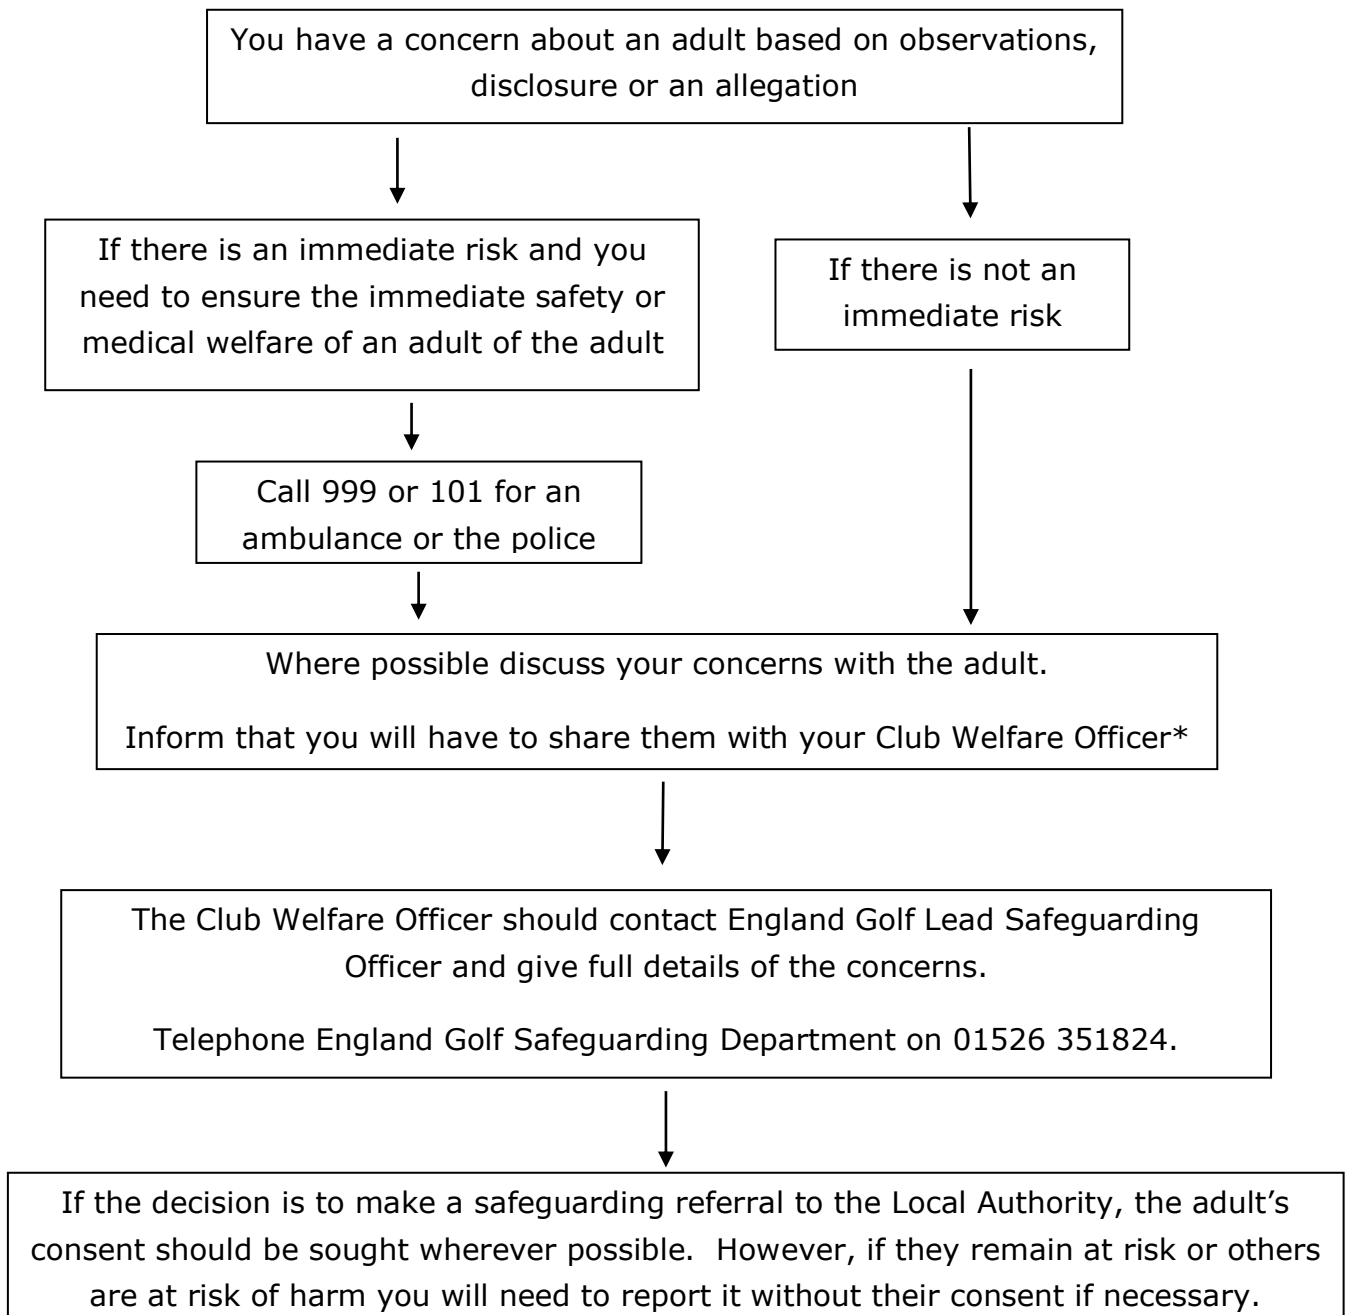 You have a concern about an adult based on observations,
disclosure or an allegation
If there is an immediate risk and you
need to ensure the immediate safety or
medical welfare of an adult of the adult
If there is not an
immediate risk
Call 999 or 101 for an
ambulance or the police
Where possible discuss your concerns with the adult.
Inform that you will have to share them with your Club Welfare Officer*
The Club Welfare Officer should contact England Golf Lead Safeguarding
Officer and give full details of the concerns.
Telephone England Golf Safeguarding Department on 01526 351824.
If the decision is to make a safeguarding referral to the Local Authority, the adult’s
consent should be sought wherever possible.  However, if they remain at risk or others
are at risk of harm you will need to report it without their consent if necessary.